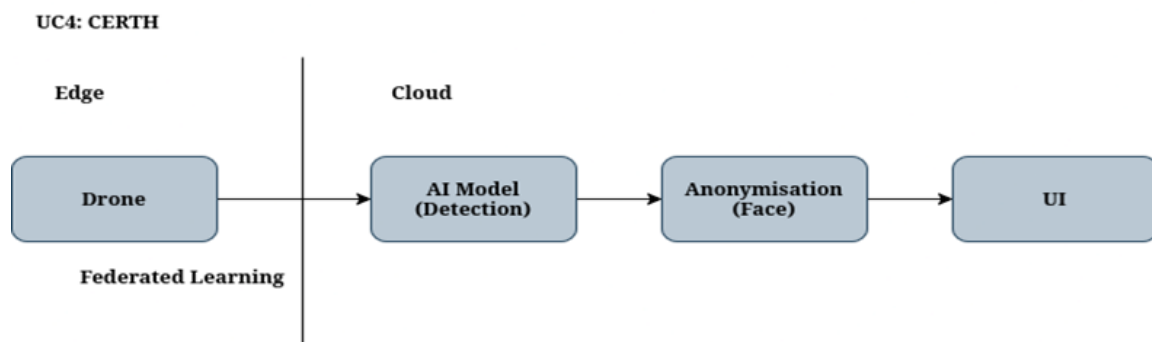 UC4: CERTH
Edge
Cloud
Drone
AI Model
(Detection)
Anonymisation
(Face)
UI
Federated Learning